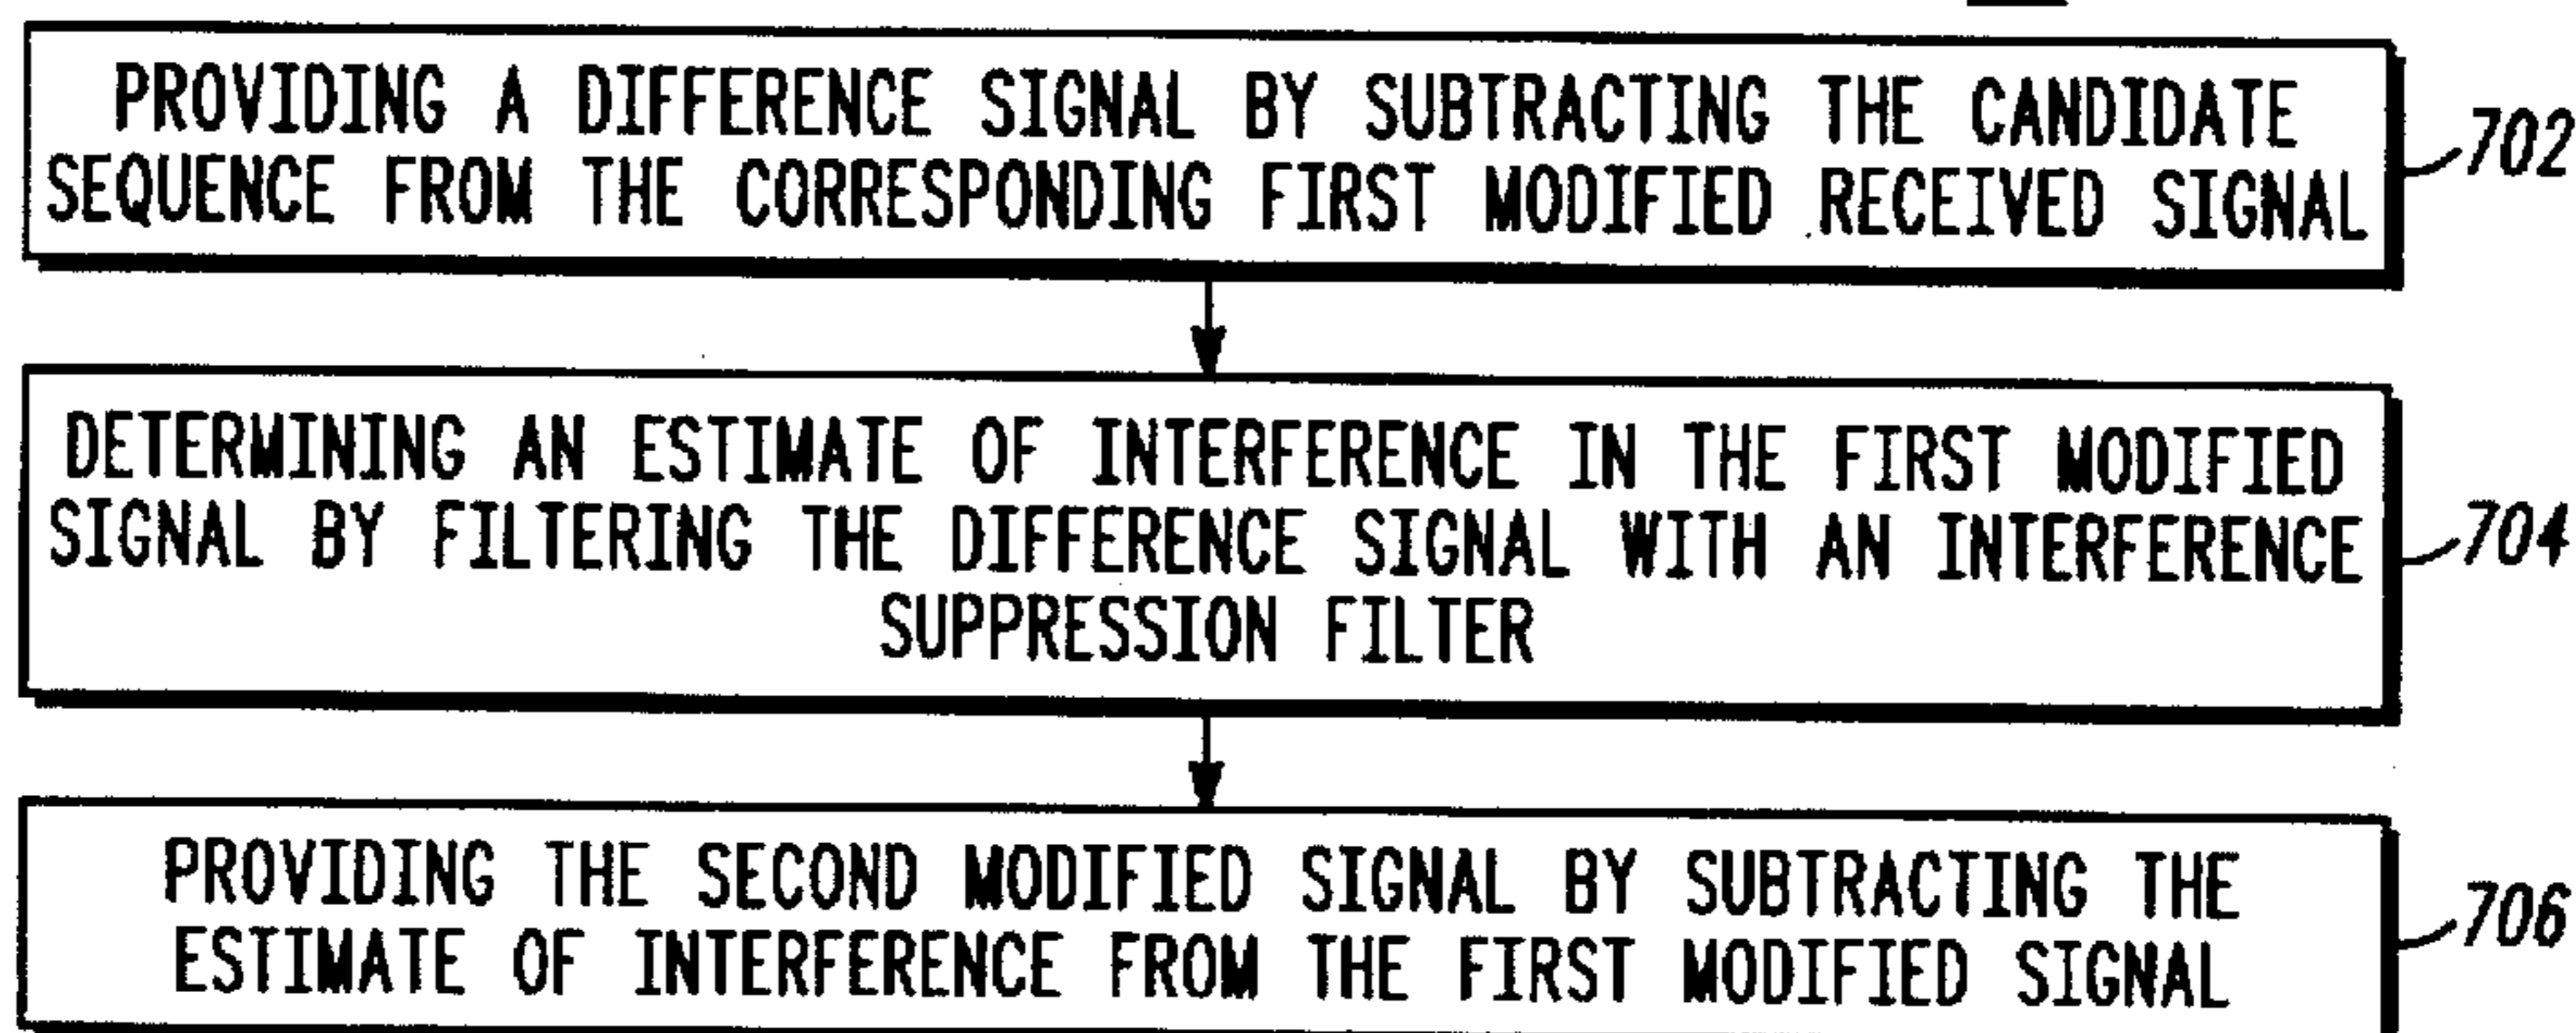 PROVIDING A DIFFERENCE SIGNAL BY SUBTRACTING THE CANDIDATE
SEQUENCE FROM THE CORRESPONDING FIRST MODIFIED RECEIVED SIGNAL
702
DETERMINING AN ESTIMATE OF INTERFERENCE IN THE FIRST MODIFIED
SIGNAL BY FILTERING THE DIFFERENCE SIGNAL WITH AN INTERFERENCE
SUPPRESSION FILTER
704
PROVIDING THE SECOND MODIFIED SIGNAL BY SUBTRACTING THE
ESTIMATE OF INTERFERENCE FROM THE FIRST MODIFIED SIGNAL
706